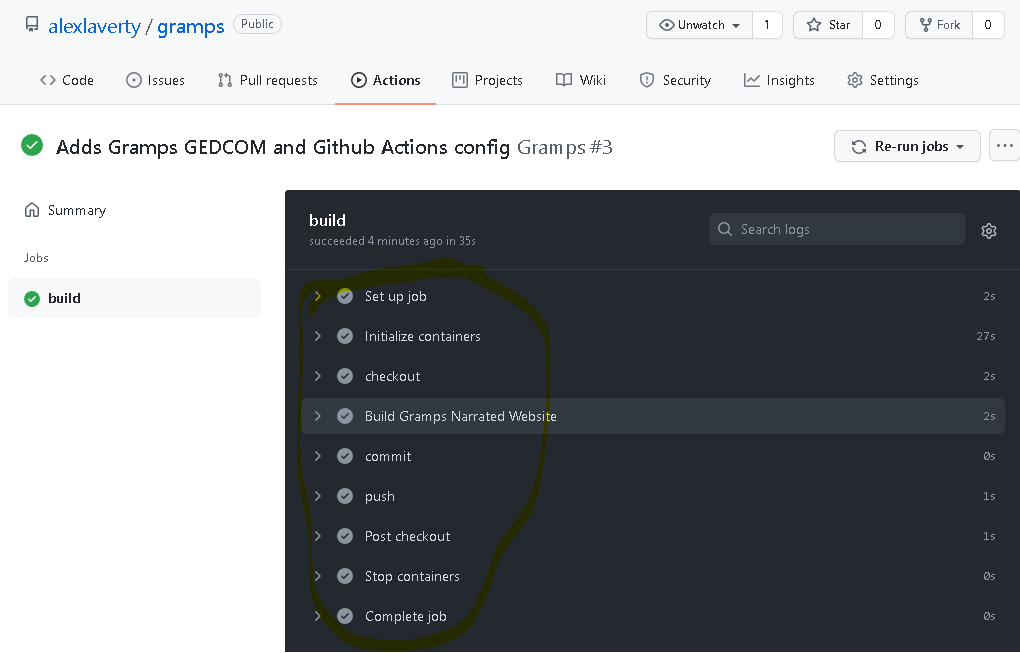 alexlaverty / gramps Public Unwatch 1 Star 0 Fork 0
Code Issues Pull requests Actions Projects Wiki Security Insights Settings
Adds Gramps GEDCOM and Github Actions config Gramps #3 Re-run jobs ...
Summary
Jobs
build
build
succeeded 4 minutes ago in 35s
Search logs
Set up job 2s
Initialize containers 27s
checkout 2s
Build Gramps Narrated Website 2s
commit 0s
push 1s
Post checkout 1s
Stop containers 0s
Complete job 0s